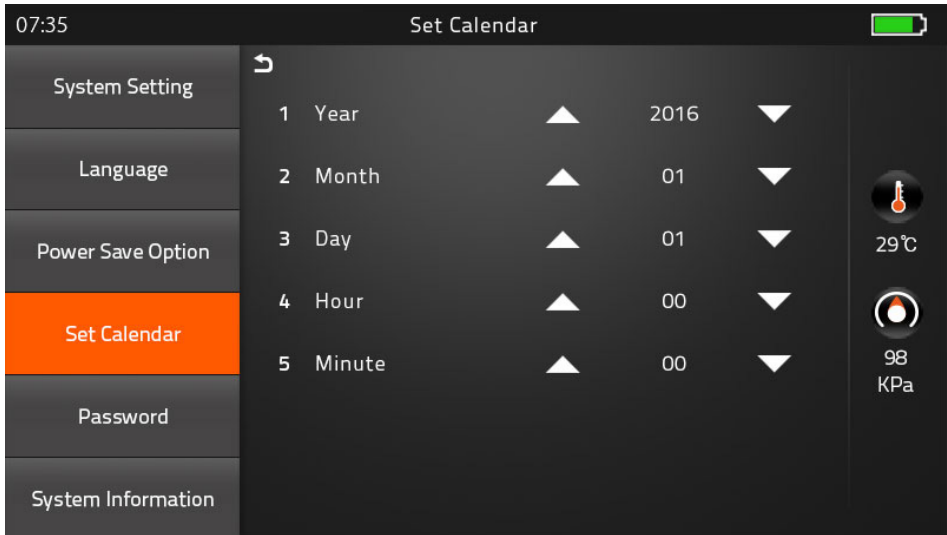 07:35 Set Calendar
System Setting
Language
Power Save Option
Set Calendar
Password
System Information
1 Year 2016
2 Month 01
3 Day 01
4 Hour 00
5 Minute 00
29℃
98
KPa